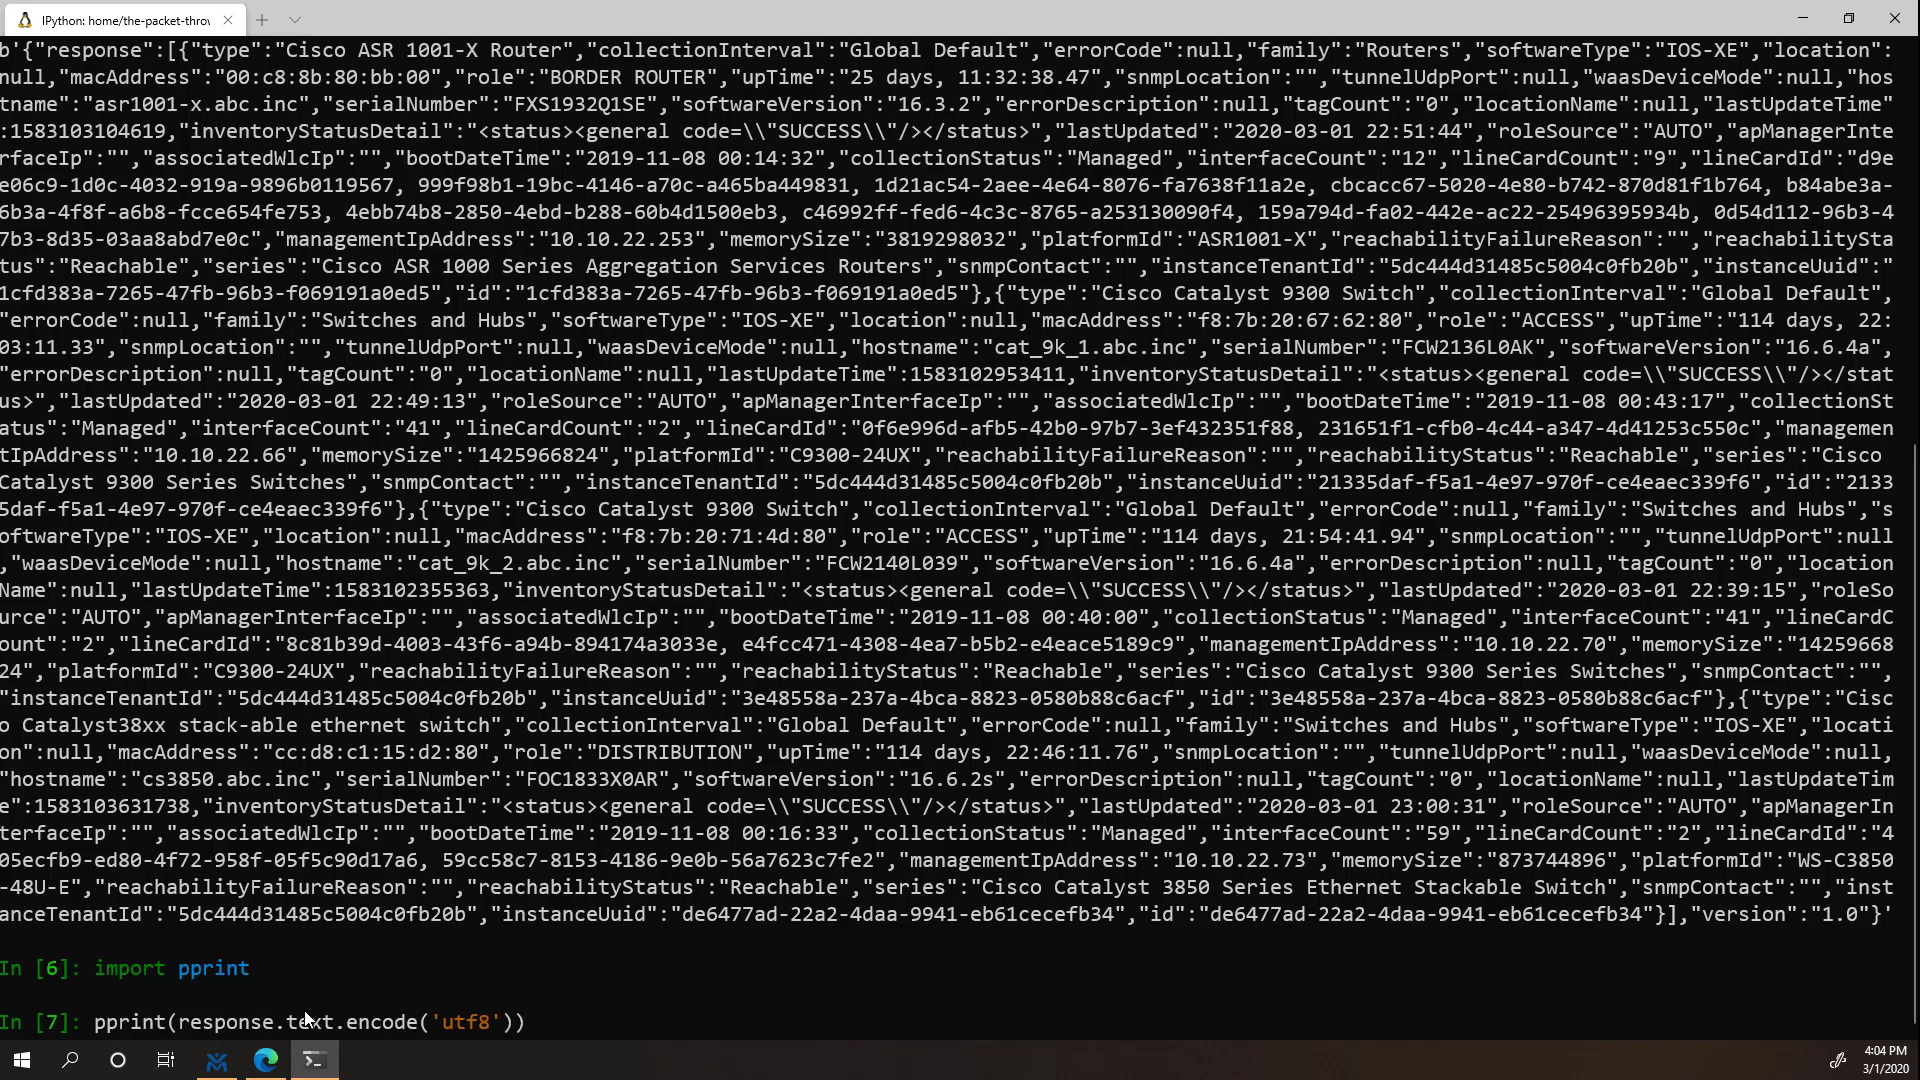 IPython: home/the-packet-throw
b'{"response":[{"type":"Cisco ASR 1001-X Router","collectionInterval":"Global Default","errorCode":null,"family":"Routers","softwareType":"IOS-XE","location":
null,"macAddress":"00:c8:8b:80:bb:00","role":"BORDER ROUTER","upTime":"25 days, 11:32:38.47","snmpLocation":"","tunnelUdpPort":null,"waasDeviceMode":null,"hos
tname":"asr1001-x.abc.inc","serialNumber":"FXS1932Q1SE","softwareVersion":"16.3.2","errorDescription":null,"tagCount":"0","locationName":null,"lastUpdateTime"
:1583103104619,"inventoryStatusDetail":"<status><general code=\\"SUCCESS\\"/></status>","lastUpdated":"2020-03-01 22:51:44","roleSource":"AUTO","apManagerInte
rfaceIp":"","associatedWlcIp":"","bootDateTime":"2019-11-08 00:14:32","collectionStatus":"Managed","interfaceCount":"12","lineCardCount":"9","lineCardId":"d9e
e06c9-1d0c-4032-919a-9896b0119567, 999f98b1-19bc-4146-a70c-a465ba449831, 1d21ac54-2aee-4e64-8076-fa7638f11a2e, cbcacc67-5020-4e80-b742-870d81f1b764, b84abe3a-
6b3a-4f8f-a6b8-fcce654fe753, 4ebb74b8-2850-4ebd-b288-60b4d1500eb3, c46992ff-fed6-4c3c-8765-a253130090f4, 159a794d-fa02-442e-ac22-25496395934b, 0d54d112-96b3-4
7b3-8d35-03aa8abd7e0c","managementIpAddress":"10.10.22.253","memorySize":"3819298032","platformId":"ASR1001-X","reachabilityFailureReason":"","reachabilitySta
tus":"Reachable","series":"Cisco ASR 1000 Series Aggregation Services Routers","snmpContact":"","instanceTenantId":"5dc444d31485c5004c0fb20b","instanceUuid":"
1cfd383a-7265-47fb-96b3-f069191a0ed5","id":"1cfd383a-7265-47fb-96b3-f069191a0ed5"},{"type":"Cisco Catalyst 9300 Switch","collectionInterval":"Global Default",
"errorCode":null,"family":"Switches and Hubs","softwareType":"IOS-XE","location":null,"macAddress":"f8:7b:20:67:62:80","role":"ACCESS","upTime":"114 days, 22:
03:11.33","snmpLocation":"","tunnelUdpPort":null,"waasDeviceMode":null,"hostname":"cat_9k_1.abc.inc","serialNumber":"FCW2136L0AK","softwareVersion":"16.6.4a",
"errorDescription":null,"tagCount":"0","locationName":null,"lastUpdateTime":1583102953411,"inventoryStatusDetail":"<status><general code=\\"SUCCESS\\"/></stat
us>","lastUpdated":"2020-03-01 22:49:13","roleSource":"AUTO","apManagerInterfaceIp":"","associatedWlcIp":"","bootDateTime":"2019-11-08 00:43:17","collectionSt
atus":"Managed","interfaceCount":"41","lineCardCount":"2","lineCardId":"0f6e996d-afb5-42b0-97b7-3ef432351f88, 231651f1-cfb0-4c44-a347-4d41253c550c","managemen
tIpAddress":"10.10.22.66","memorySize":"1425966824","platformId":"C9300-24UX","reachabilityFailureReason":"","reachabilityStatus":"Reachable","series":"Cisco
Catalyst 9300 Series Switches","snmpContact":"","instanceTenantId":"5dc444d31485c5004c0fb20b","instanceUuid":"21335daf-f5a1-4e97-970f-ce4eaec339f6","id":"2133
5daf-f5a1-4e97-970f-ce4eaec339f6"},{"type":"Cisco Catalyst 9300 Switch","collectionInterval":"Global Default","errorCode":null,"family":"Switches and Hubs","s
oftwareType":"IOS-XE","location":null,"macAddress":"f8:7b:20:71:4d:80","role":"ACCESS","upTime":"114 days, 21:54:41.94","snmpLocation":"","tunnelUdpPort":null
,"waasDeviceMode":null,"hostname":"cat_9k_2.abc.inc","serialNumber":"FCW2140L039","softwareVersion":"16.6.4a","errorDescription":null,"tagCount":"0","location
Name":null,"lastUpdateTime":1583102355363,"inventoryStatusDetail":"<status><general code=\\"SUCCESS\\"/></status>","lastUpdated":"2020-03-01 22:39:15","roleSo
urce":"AUTO","apManagerInterfaceIp":"","associatedWlcIp":"","bootDateTime":"2019-11-08 00:40:00","collectionStatus":"Managed","interfaceCount":"41","lineCardC
ount":"2","lineCardId":"8c81b39d-4003-43f6-a94b-894174a3033e, e4fcc471-4308-4ea7-b5b2-e4eace5189c9","managementIpAddress":"10.10.22.70","memorySize":"14259668
24","platformId":"C9300-24UX","reachabilityFailureReason":"","reachabilityStatus":"Reachable","series":"Cisco Catalyst 9300 Series Switches","snmpContact":"",
"instanceTenantId":"5dc444d31485c5004c0fb20b","instanceUuid":"3e48558a-237a-4bca-8823-0580b88c6acf","id":"3e48558a-237a-4bca-8823-0580b88c6acf"},{"type":"Cisc
o Catalyst38xx stack-able ethernet switch","collectionInterval":"Global Default","errorCode":null,"family":"Switches and Hubs","softwareType":"IOS-XE","locati
on":null,"macAddress":"cc:d8:c1:15:d2:80","role":"DISTRIBUTION","upTime":"114 days, 22:46:11.76","snmpLocation":"","tunnelUdpPort":null,"waasDeviceMode":null,
"hostname":"cs3850.abc.inc","serialNumber":"FOC1833X0AR","softwareVersion":"16.6.2s","errorDescription":null,"tagCount":"0","locationName":null,"lastUpdateTim
e":1583103631738,"inventoryStatusDetail":"<status><general code=\\"SUCCESS\\"/></status>","lastUpdated":"2020-03-01 23:00:31","roleSource":"AUTO","apManagerIn
terfaceIp":"","associatedWlcIp":"","bootDateTime":"2019-11-08 00:16:33","collectionStatus":"Managed","interfaceCount":"59","lineCardCount":"2","lineCardId":"4
05ecfb9-ed80-4f72-958f-05f5c90d17a6, 59cc58c7-8153-4186-9e0b-56a7623c7fe2","managementIpAddress":"10.10.22.73","memorySize":"873744896","platformId":"WS-C3850
-48U-E","reachabilityFailureReason":"","reachabilityStatus":"Reachable","series":"Cisco Catalyst 3850 Series Ethernet Stackable Switch","snmpContact":"","inst
anceTenantId":"5dc444d31485c5004c0fb20b","instanceUuid":"de6477ad-22a2-4daa-9941-eb61cecefb34","id":"de6477ad-22a2-4daa-9941-eb61cecefb34"}],"version":"1.0"}'
In [6]: import pprint
In [7]: pprint(response.text.encode('utf8'))
4:04 PM
3/1/2020